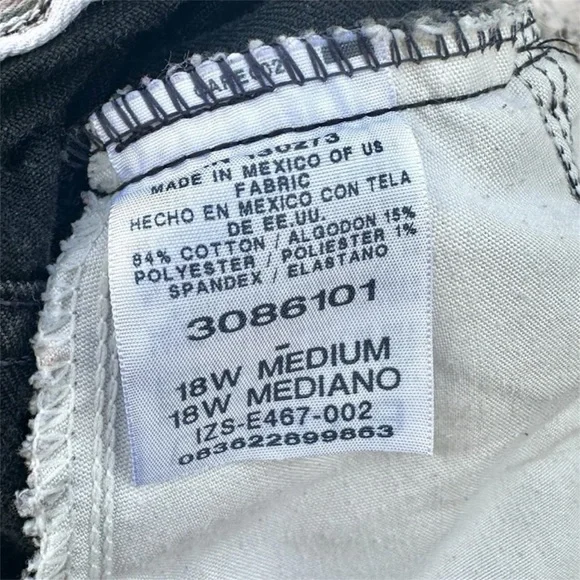 130273
MADE IN MEXICO OF US
FABRIC
HECHO EN MEXICO CON TELA
DE EE.UU.
84% COTTON / ALGODON 15%
POLYESTER / POLIESTER 1%
SPANDEX / ELASTANO
3086101
-
18W MEDIUM
18W MEDIANO
IZS-E467-002
083622899863